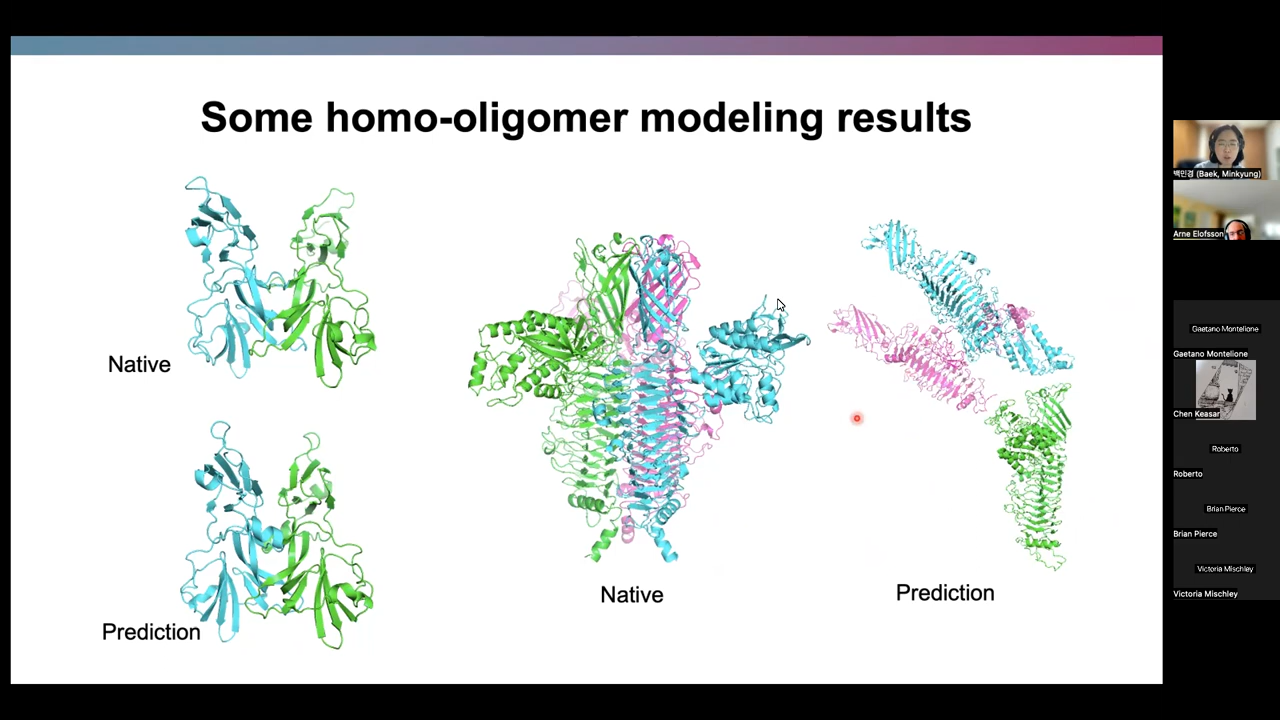 Some homo-oligomer modeling results
Native
Prediction
Native
Prediction
백민경 (Baek, Minkyung)
Arne Elofsson
Gaetano Montelione
Gaetano Montelione
Chen Keasar
Roberto
Roberto
Brian Pierce
Brian Pierce
Victoria Mischley
Victoria Mischley